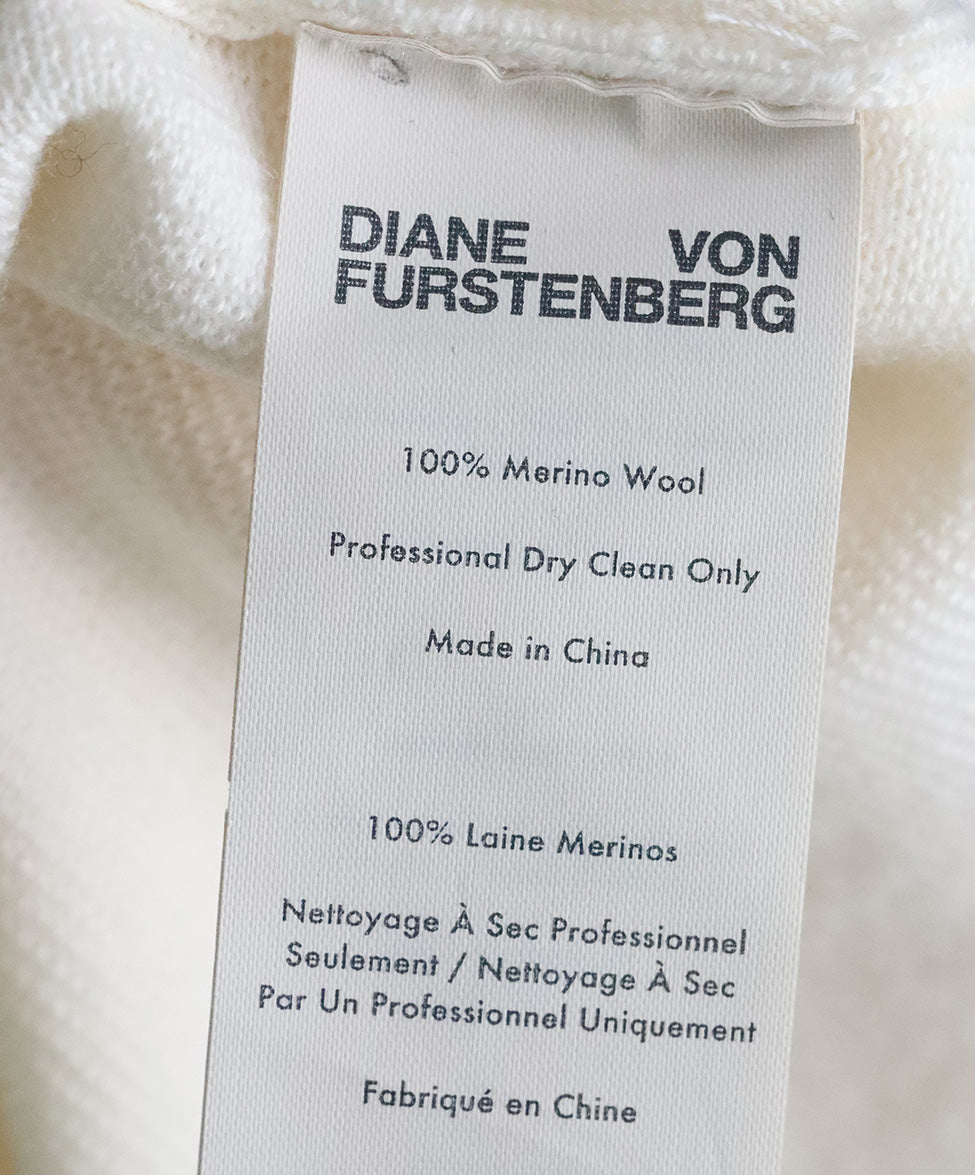 DIANE VON
FURSTENBERG
100% Merino Wool
Professional Dry Clean Only
Made in China
100% Laine Merinos
Nettoyage À Sec Professionnel
Seulement / Nettoyage À Sec
Par Un Professionnel Uniquement
Fabriqué en Chine